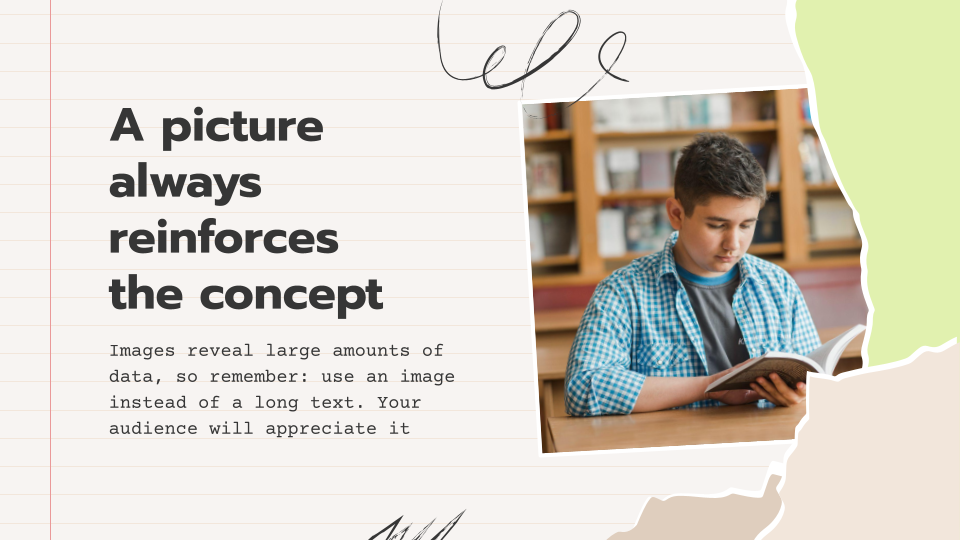 A picture
always
reinforces
the concept
Images reveal large amounts of
data, so remember: use an image
instead of a long text. Your
audience will appreciate it